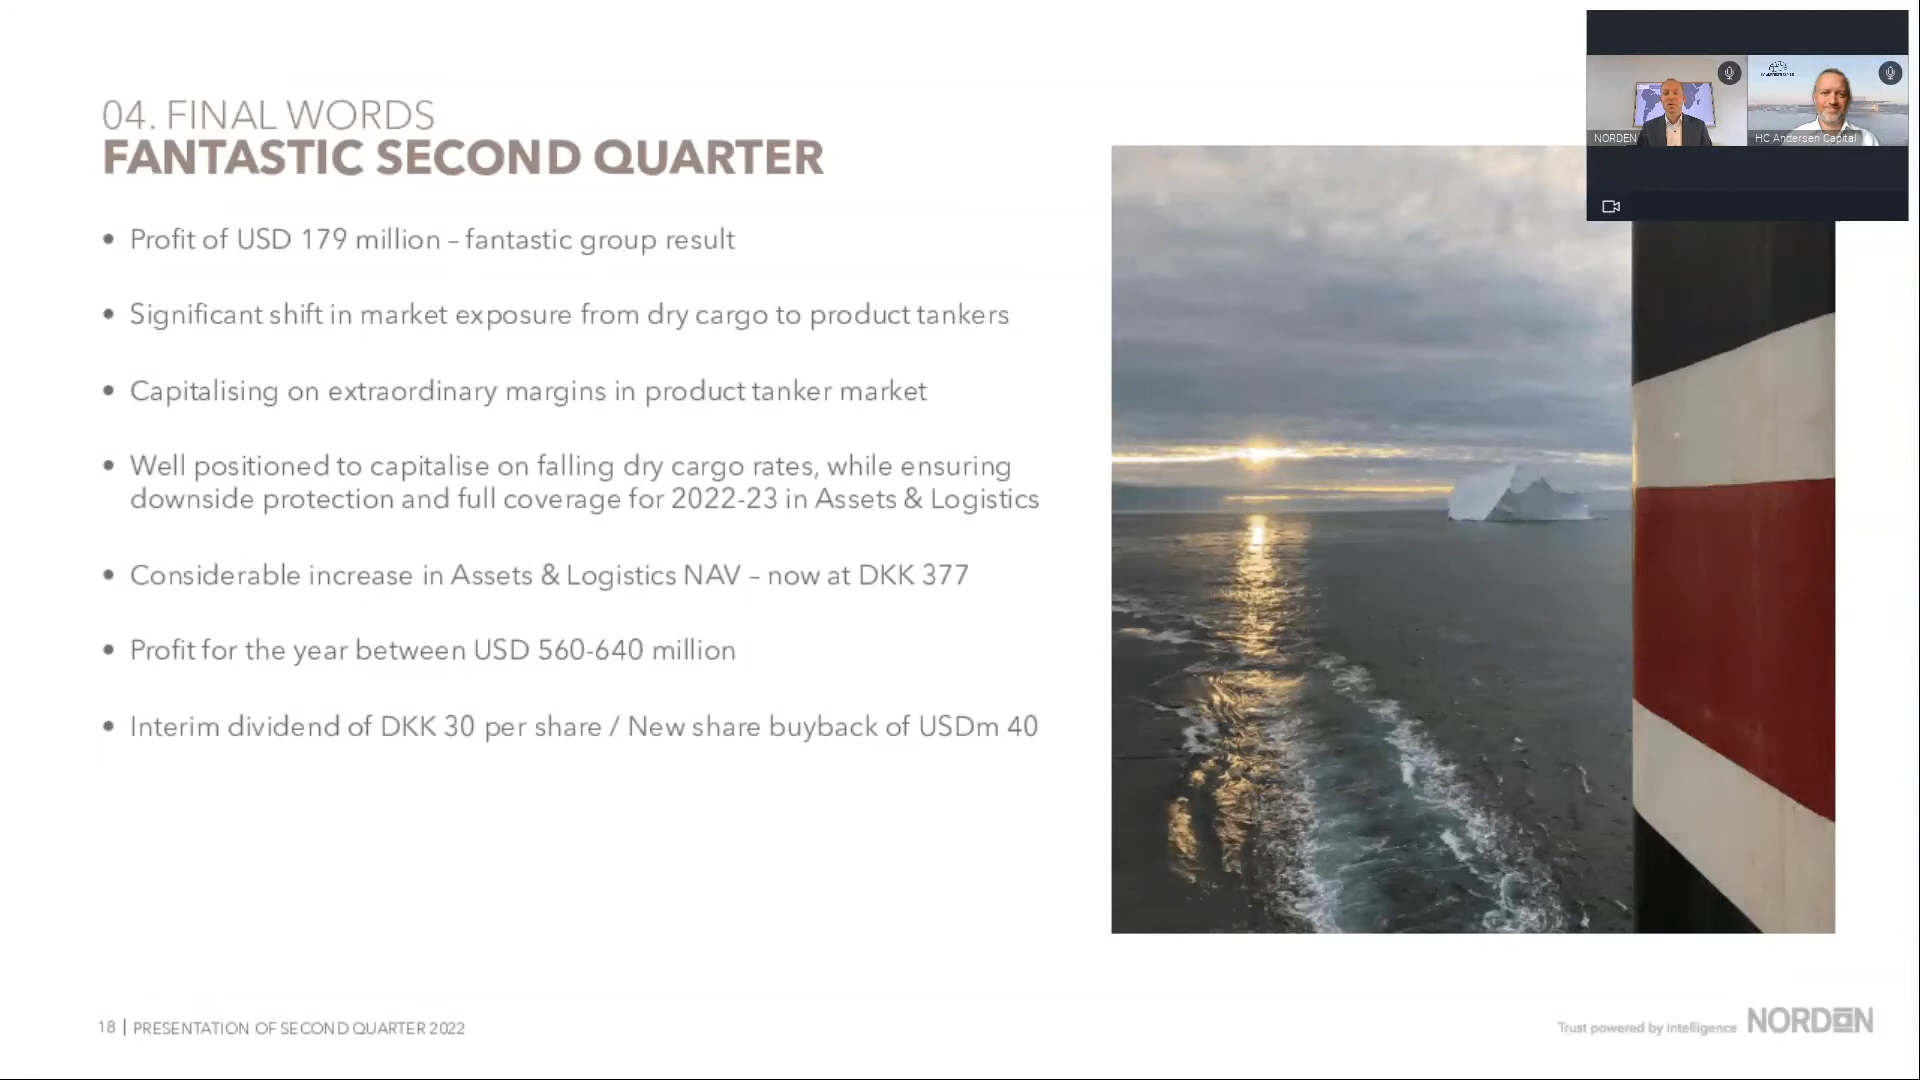 04. FINAL WORDS
FANTASTIC SECOND QUARTER
• Profit of USD 179 million – fantastic group result
• Significant shift in market exposure from dry cargo to product tankers
• Capitalising on extraordinary margins in product tanker market
• Well positioned to capitalise on falling dry cargo rates, while ensuring
downside protection and full coverage for 2022-23 in Assets & Logistics
• Considerable increase in Assets & Logistics NAV – now at DKK 377
• Profit for the year between USD 560-640 million
• Interim dividend of DKK 30 per share / New share buyback of USDm 40
NORDEN
HC Andersen Capital
18 | PRESENTATION OF SECOND QUARTER 2022
Trust powered by intelligence
NORDEN